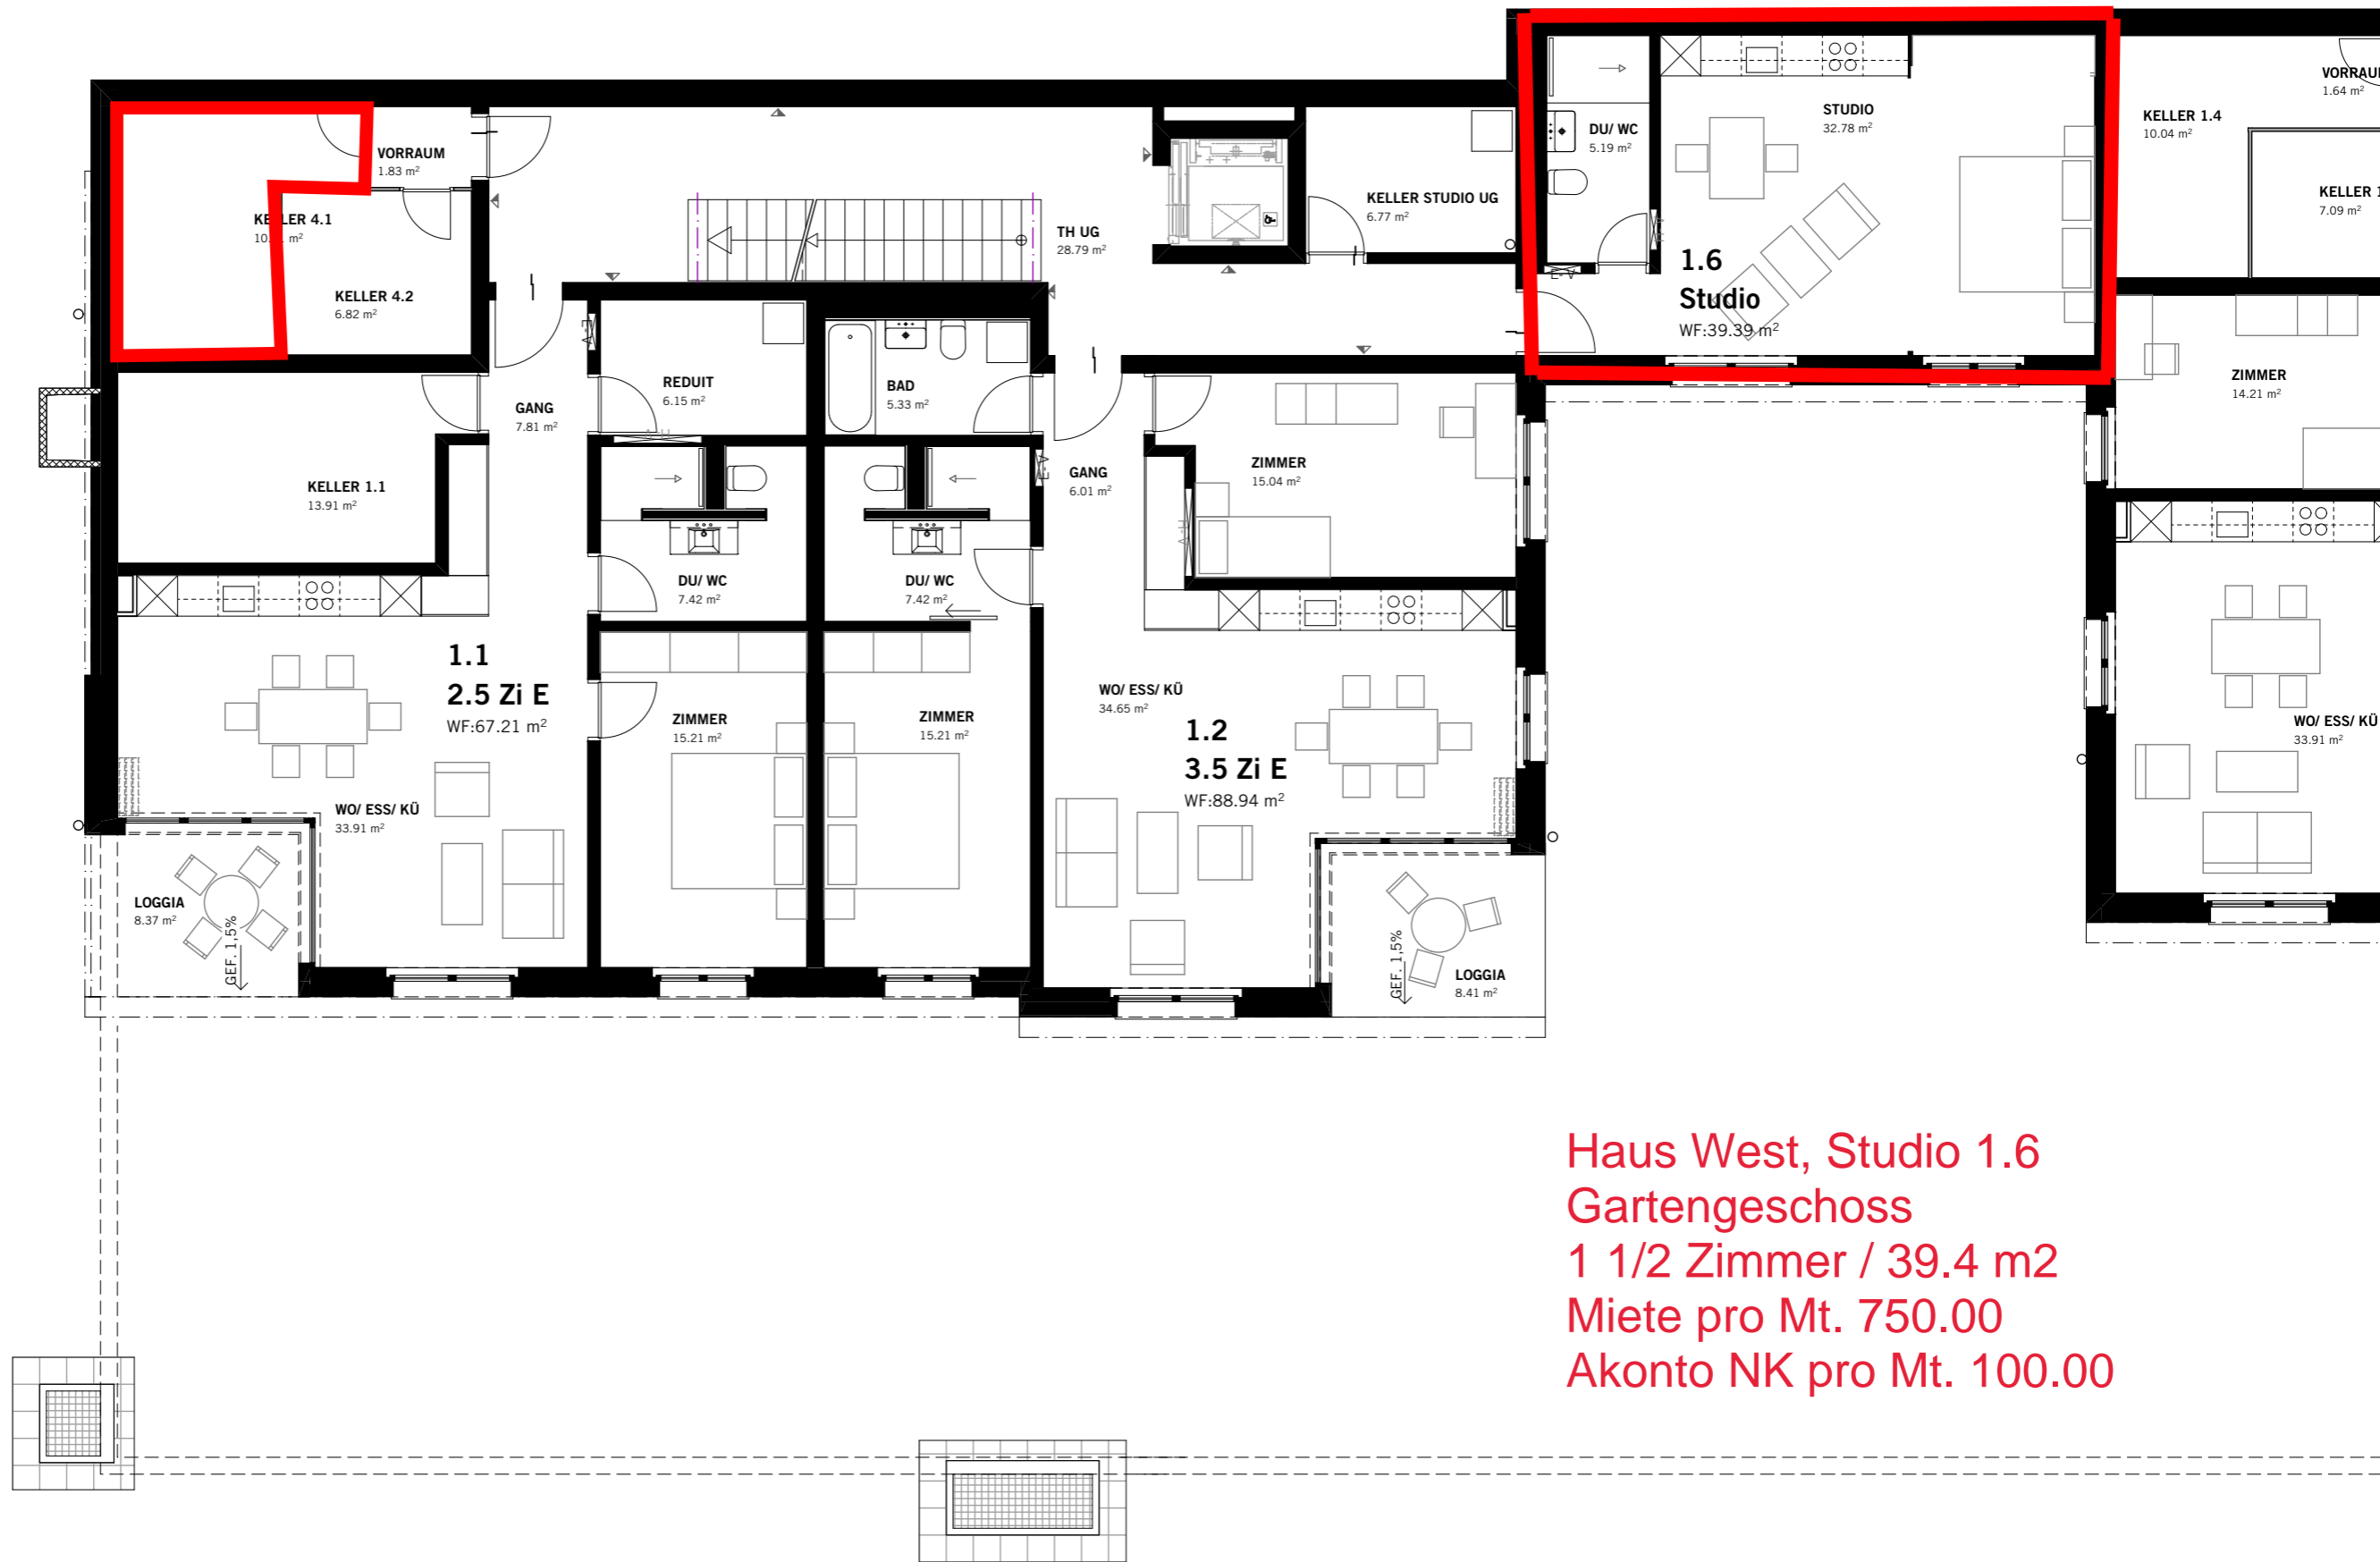 VORRAUM
1.83 m²
KELLER 4.1
KELLER 4.2
6.82 m²
TH UG
28.79 m²
KELLER STUDIO UG
6.77 m²
DU/ WC
5.19 m²
STUDIO
32.78 m²
1.6
Studio
WF:39.39 m²
KELLER 1.4
10.04 m²
1.64 m²
7.09 m²
KELLER 1.1
13.91 m²
GANG
7.81 m²
REDUIT
6.15 m²
BAD
5.33 m²
GANG
6.01 m²
ZIMMER
15.04 m²
ZIMMER
14.21 m²
DU/ WC
7.42 m²
DU/ WC
7.42 m²
1.1
2.5 Zi E
WF:67.21 m²
ZIMMER
15.21 m²
ZIMMER
15.21 m²
WO/ ESS/ KÜ
34.65 m²
1.2
3.5 Zi E
WF:88.94 m²
WO/ ESS/ KÜ
33.91 m²
WO/ ESS/ KÜ
33.91 m²
LOGGIA
8.37 m²
GEF. 1,5%
GEF. 1,5%
LOGGIA
8.41 m²
Haus West, Studio 1.6
Gartengeschoss
1 1/2 Zimmer / 39.4 m2
Miete pro Mt. 750.00
Akonto NK pro Mt. 100.00